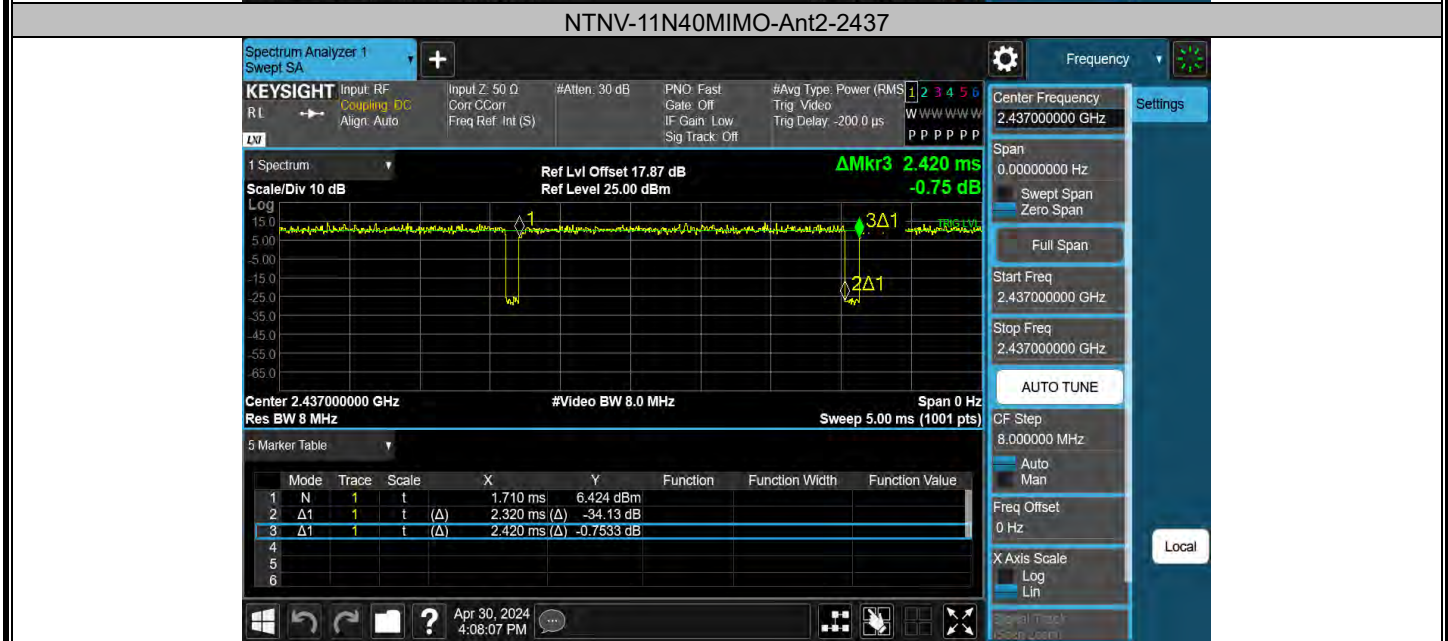 NTNV-11N40MIMO-Ant2-2437
Spectrum Analyzer 1
Swept SA
+
Frequency
KEYSIGHT Input: RF Input Z: 50 Ω #Atten: 30 dB PNO: Fast #Avg Type: Power (RMS 1 2 3 4 5 6
RL Coupling: DC Corr CCorr Gate: Off Trig: Video W W W W W W
Align: Auto Freq Ref: Int (S) IF Gain: Low Trig Delay: -200.0 µs
LXI Sig Track: Off P P P P P P
Center Frequency
2.437000000 GHz
Settings
Span
0.00000000 Hz
Swept Span
Zero Span
Full Span
Start Freq
2.437000000 GHz
Stop Freq
2.437000000 GHz
AUTO TUNE
CF Step
8.000000 MHz
Auto
Man
Freq Offset
0 Hz
X Axis Scale
Log
Lin
Signal Track
(Span Zoom)
Local
1 Spectrum
Ref Lvl Offset 17.87 dB
ΔMkr3 2.420 ms
Scale/Div 10 dB
Ref Level 25.00 dBm
-0.75 dB
Log
15.0
5.00
-5.00
-15.0
-25.0
-35.0
-45.0
-55.0
-65.0
1
3Δ1
TRIG LVL
2Δ1
Center 2.437000000 GHz #Video BW 8.0 MHz Span 0 Hz
Res BW 8 MHz Sweep 5.00 ms (1001 pts)
5 Marker Table
Mode Trace Scale X Y Function Function Width Function Value
1 N 1 t 1.710 ms 6.424 dBm
2 Δ1 1 t (Δ) 2.320 ms (Δ) -34.13 dB
3 Δ1 1 t (Δ) 2.420 ms (Δ) -0.7533 dB
4
5
6
?
Apr 30, 2024
4:08:07 PM